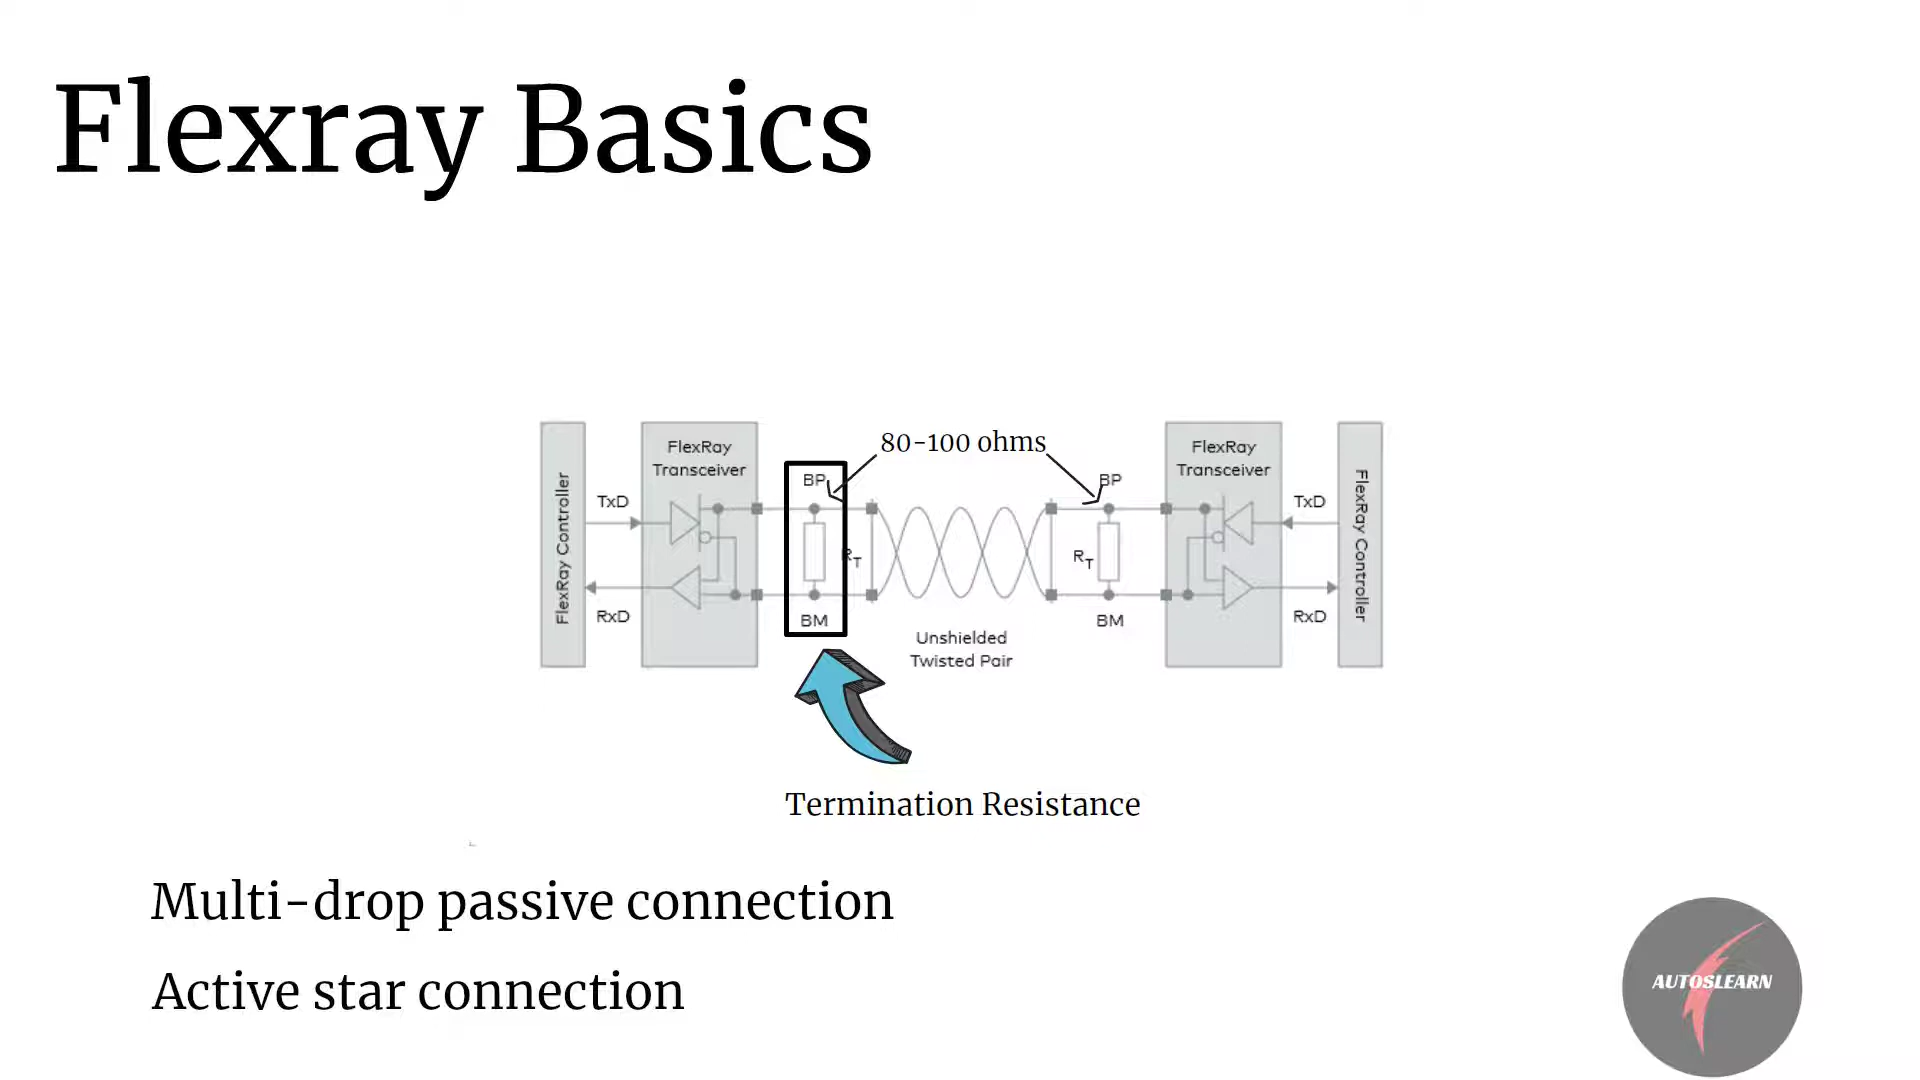 Flexray Basics
FlexRay Controller
TxD
RxD
FlexRay
Transceiver
BP
RT
BM
80-100 ohms
Unshielded
Twisted Pair
BP
RT
BM
FlexRay
Transceiver
TxD
RxD
FlexRay Controller
Termination Resistance
Multi-drop passive connection
Active star connection
AUTOSLEARN